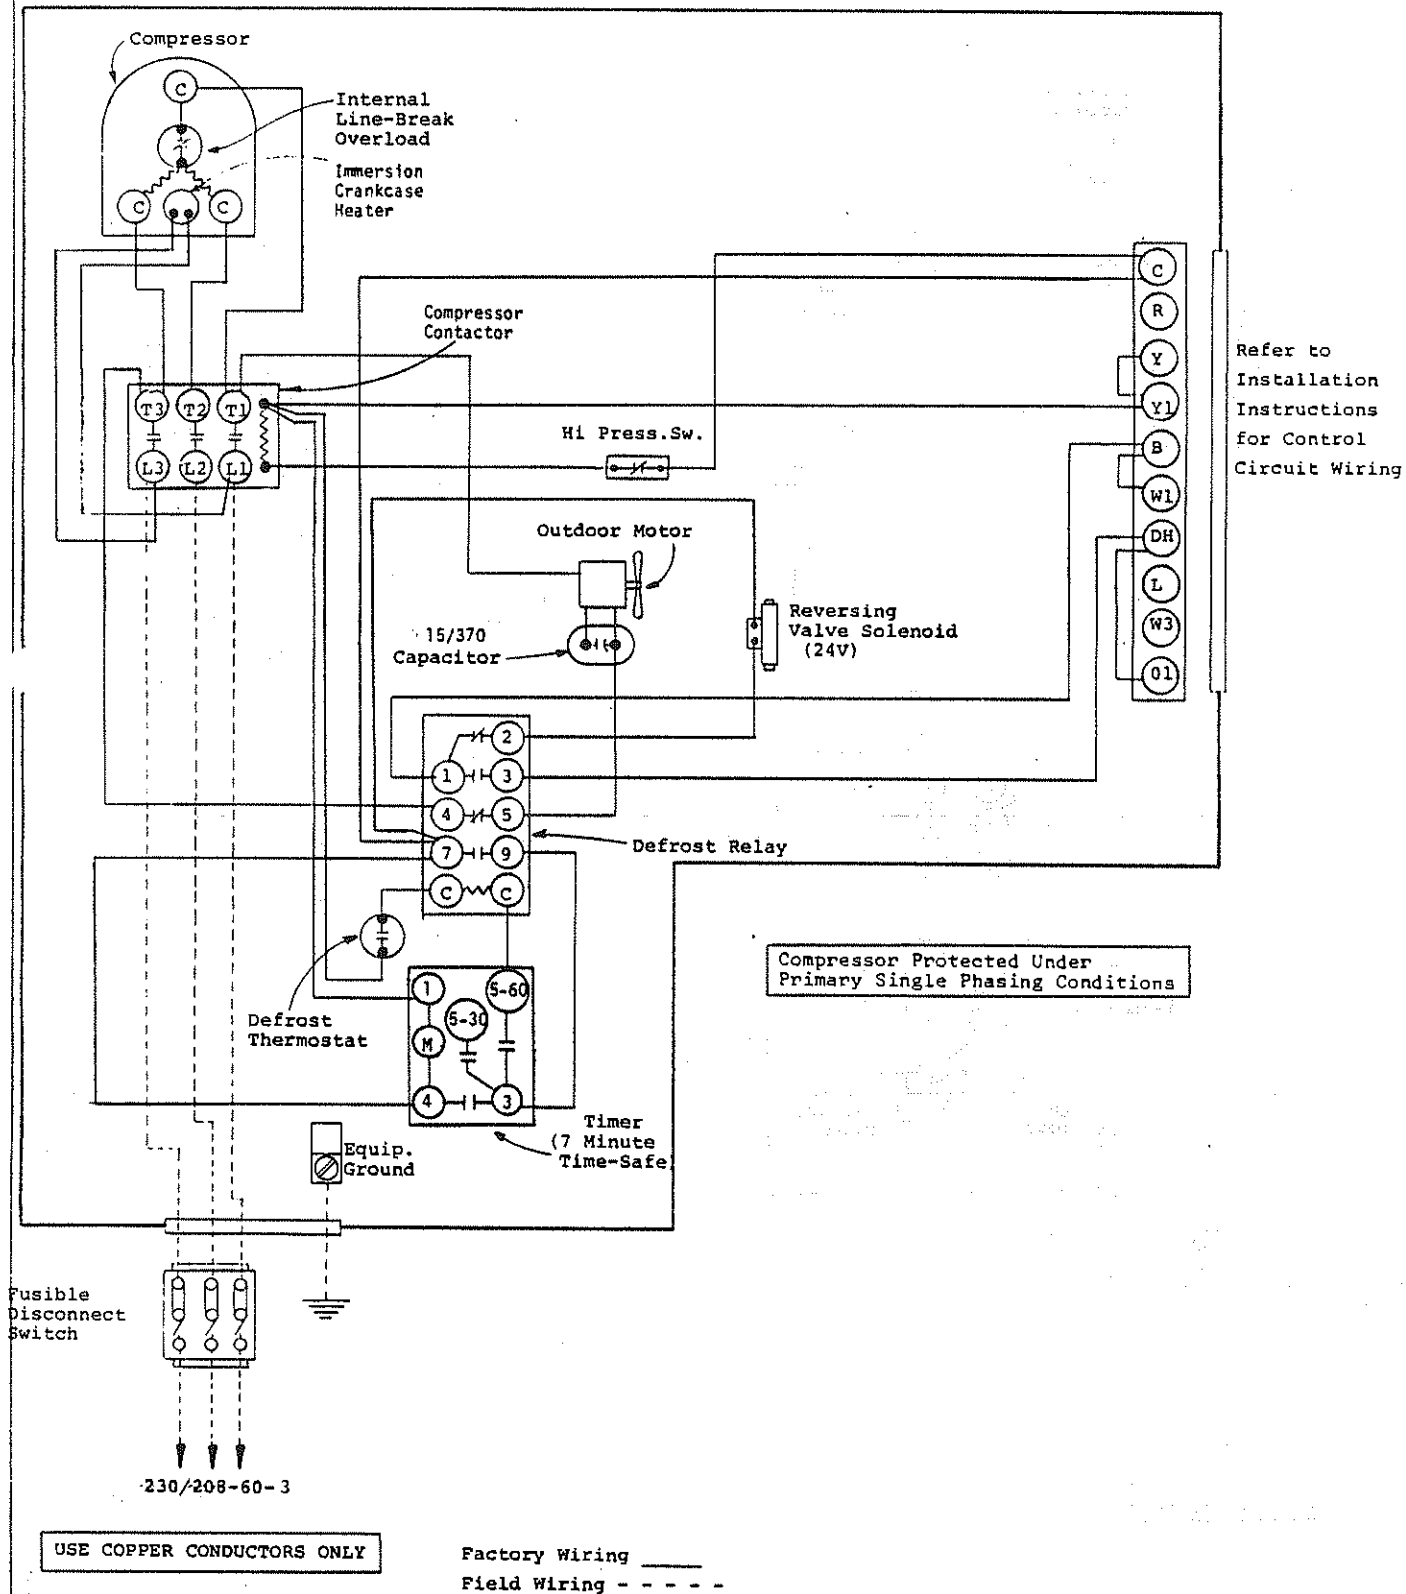 Compressor
C
Internal
Line-Break
Overload
Immersion
Crankcase
Heater
C
C
C
R
Y
Y1
B
W1
DH
L
W3
01
Refer to
Installation
Instructions
for Control
Circuit Wiring
Compressor
Contactor
T3
T2
T1
L3
L2
L1
Hi Press.Sw.
Outdoor Motor
15/370
Capacitor
Reversing
Valve Solenoid
(24V)
2
1
3
4
5
7
9
C
C
Defrost Relay
Defrost
Thermostat
1
5-60
5-30
M
4
3
Timer
(7 Minute
Time-Safe
Compressor Protected Under
Primary Single Phasing Conditions
Equip.
Ground
Fusible
Disconnect
Switch
230/208-60-3
USE COPPER CONDUCTORS ONLY
Factory Wiring
Field Wiring